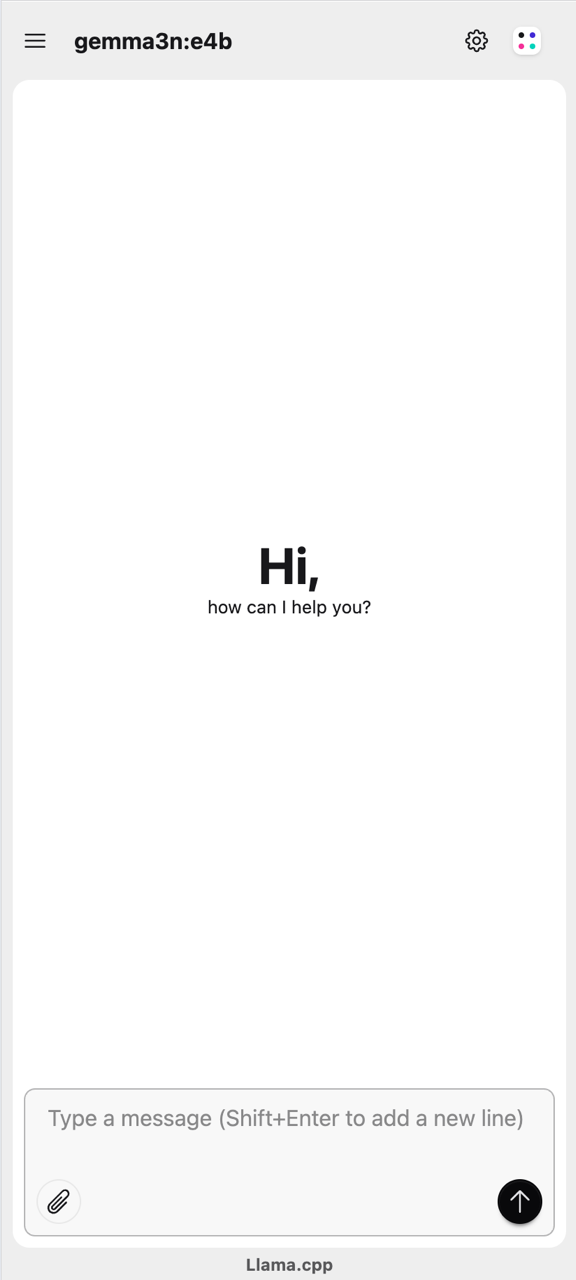 gemma3n:e4b
Hi,
how can I help you?
Type a message (Shift+Enter to add a new line)
Llama.cpp